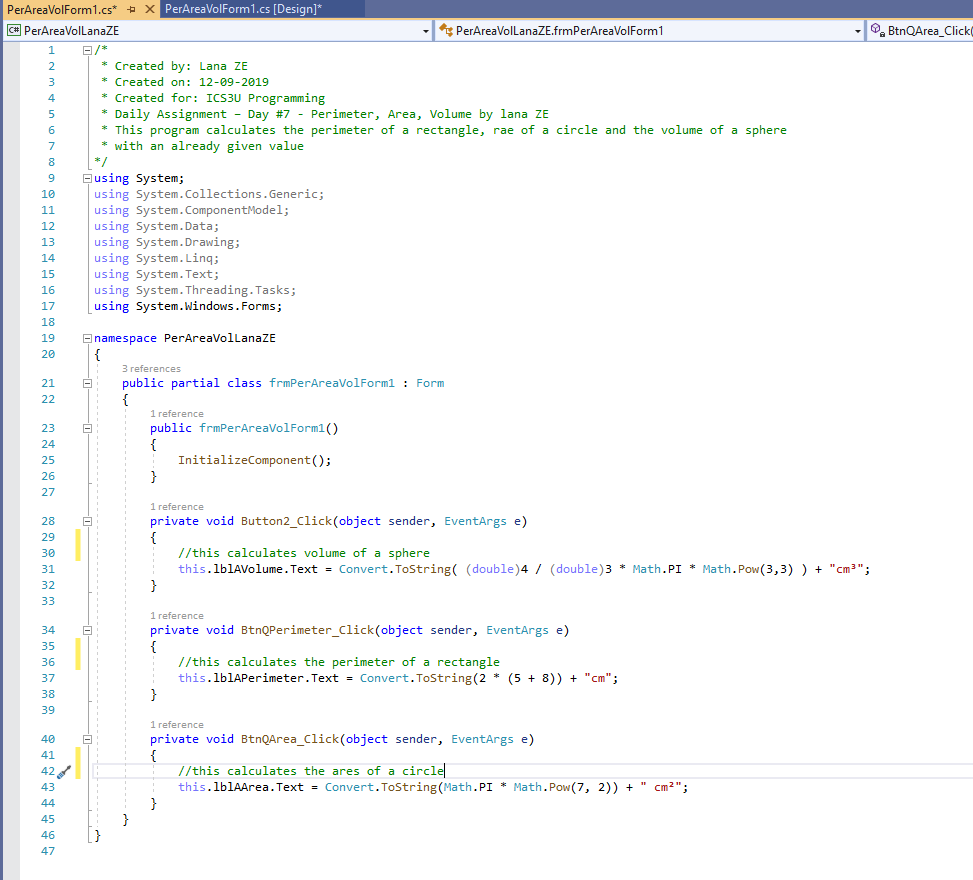 PerAreaVolForm1.cs* PerAreaVolForm1.cs [Design]*
C# PerAreaVolLanaZE PerAreaVolLanaZE.frmPerAreaVolForm1 BtnQArea_Click(
1 /*
2  * Created by: Lana ZE
3  * Created on: 12-09-2019
4  * Created for: ICS3U Programming
5  * Daily Assignment – Day #7 - Perimeter, Area, Volume by lana ZE
6  * This program calculates the perimeter of a rectangle, rae of a circle and the volume of a sphere
7  * with an already given value
8 */
9 using System;
10 using System.Collections.Generic;
11 using System.ComponentModel;
12 using System.Data;
13 using System.Drawing;
14 using System.Linq;
15 using System.Text;
16 using System.Threading.Tasks;
17 using System.Windows.Forms;
18
19 namespace PerAreaVolLanaZE
20 {
3 references
21 public partial class frmPerAreaVolForm1 : Form
22 {
1 reference
23 public frmPerAreaVolForm1()
24 {
25 InitializeComponent();
26 }
27
1 reference
28 private void Button2_Click(object sender, EventArgs e)
29 {
30 //this calculates volume of a sphere
31 this.lblAVolume.Text = Convert.ToString( (double)4 / (double)3 * Math.PI * Math.Pow(3,3) ) + "cm³";
32 }
33
1 reference
34 private void BtnQPerimeter_Click(object sender, EventArgs e)
35 {
36 //this calculates the perimeter of a rectangle
37 this.lblAPerimeter.Text = Convert.ToString(2 * (5 + 8)) + "cm";
38 }
39
1 reference
40 private void BtnQArea_Click(object sender, EventArgs e)
41 {
42 //this calculates the ares of a circle
43 this.lblAArea.Text = Convert.ToString(Math.PI * Math.Pow(7, 2)) + " cm²";
44 }
45 }
46 }
47